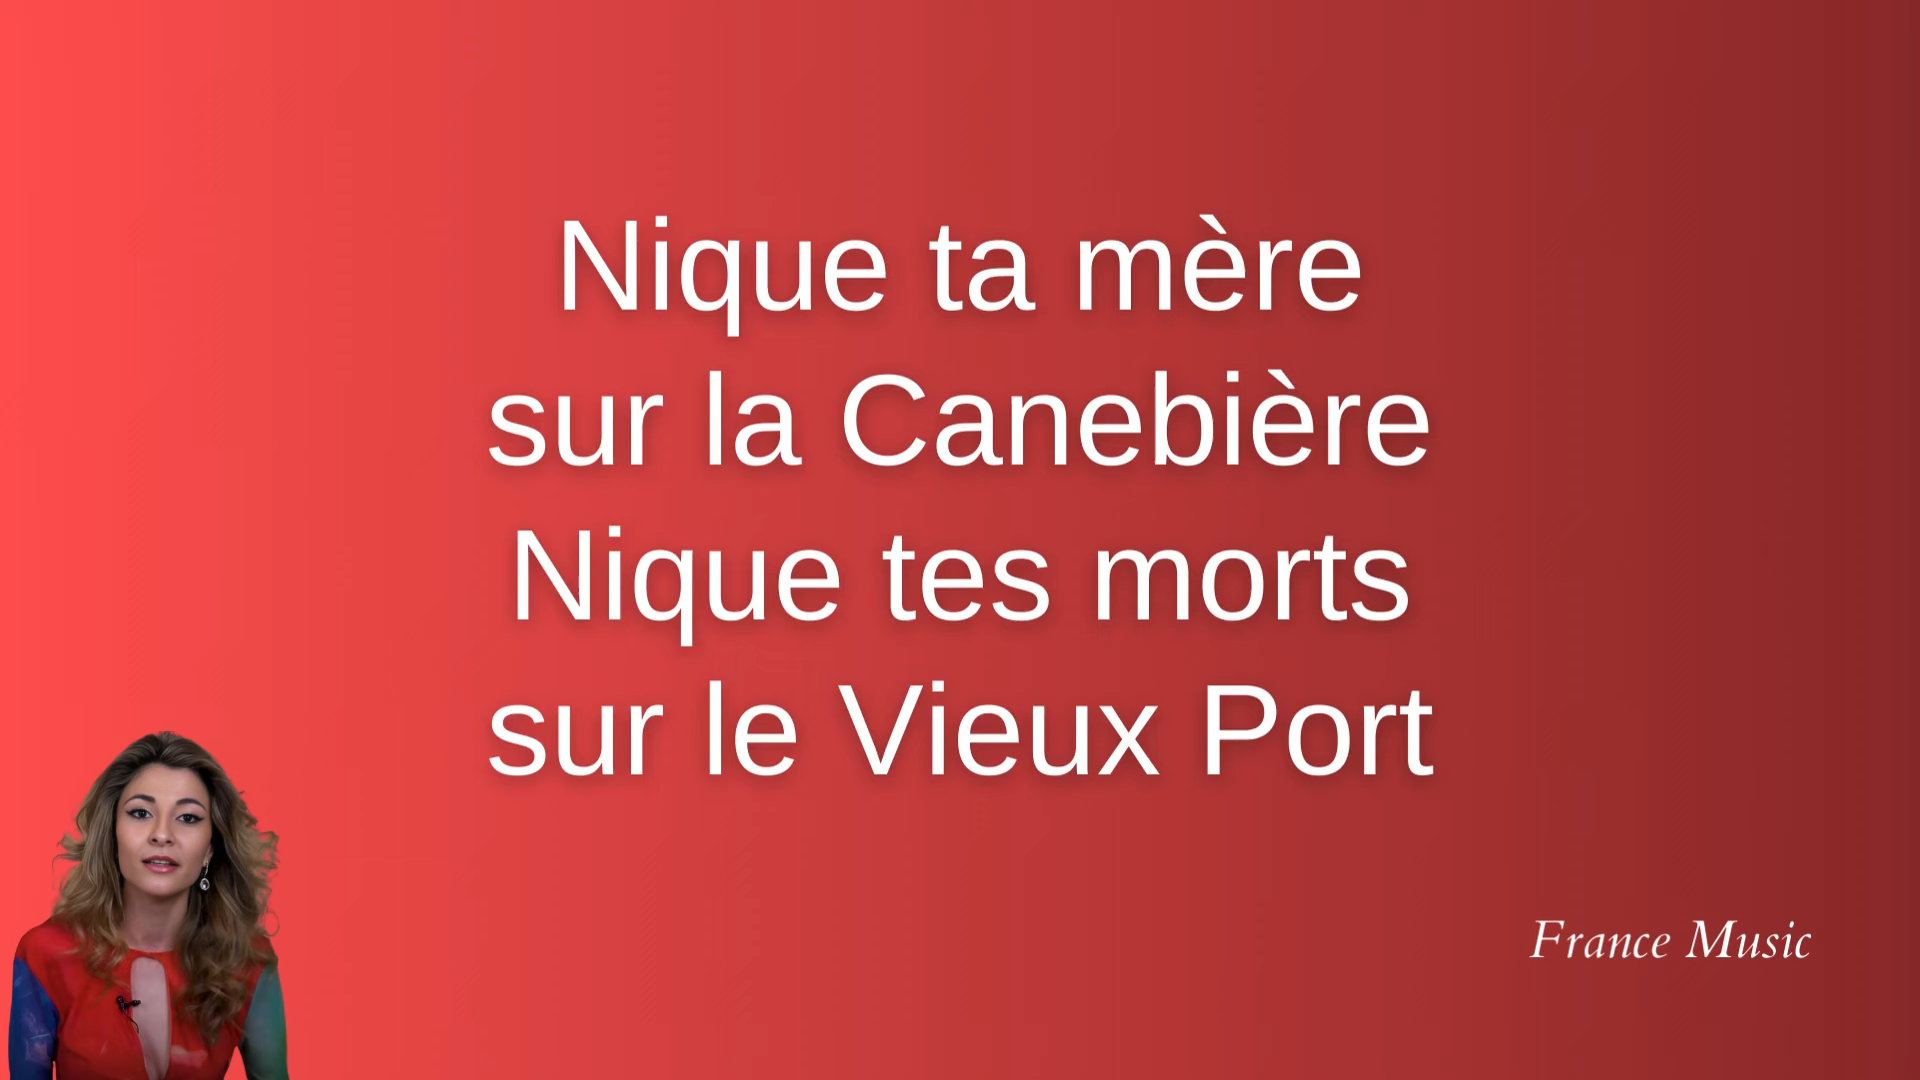 Nique ta mère
sur la Canebière
Nique tes morts
sur le Vieux Port
France Music